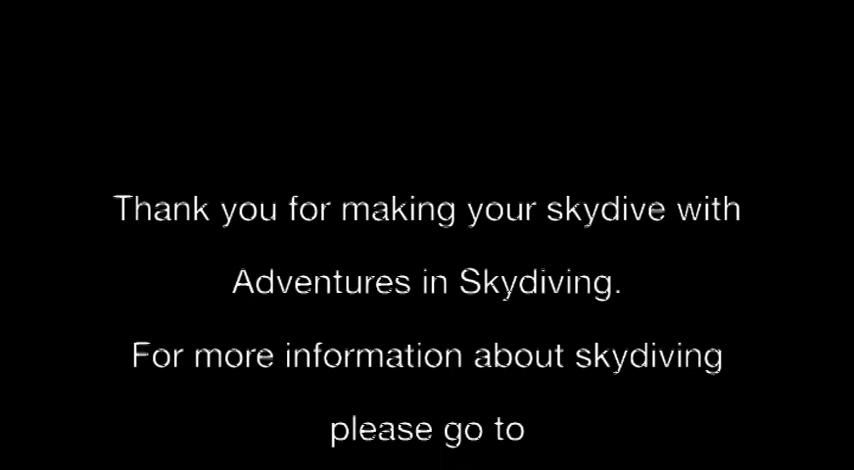 Thank you for making your skydive with
Adventures in Skydiving.
For more information about skydiving
please go to